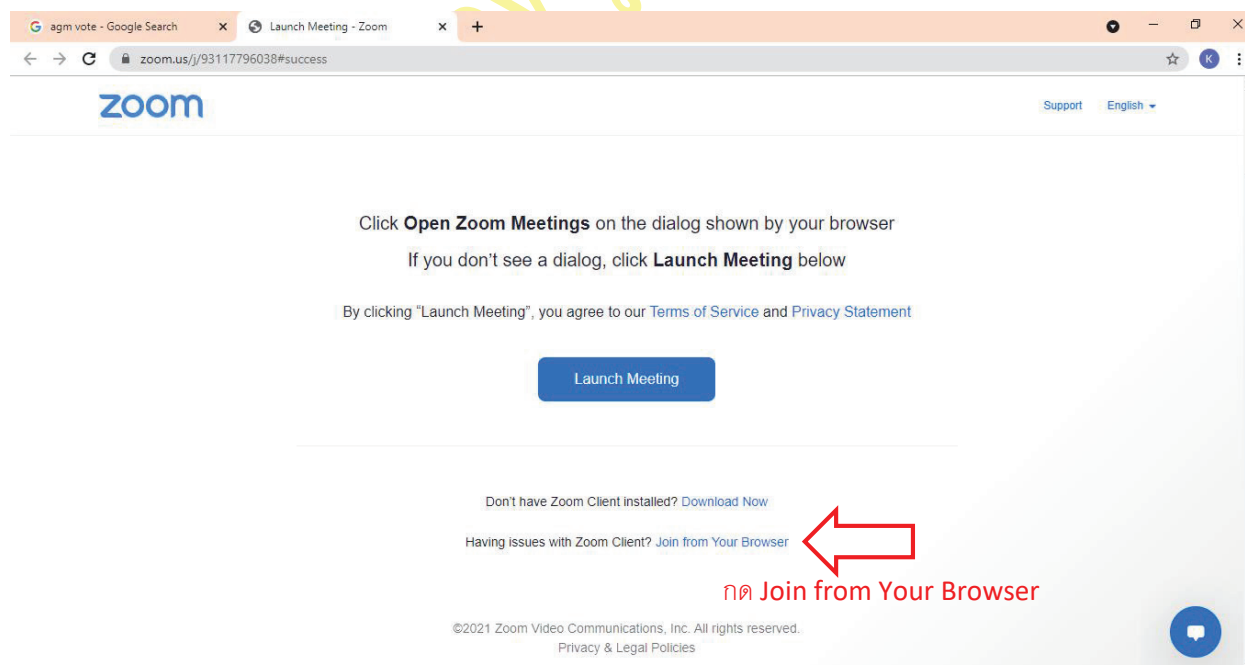 agm vote - Google Search
Launch Meeting - Zoom
zoom.us/j/93117796038#success
K
zoom
Support English
Click Open Zoom Meetings on the dialog shown by your browser
If you don't see a dialog, click Launch Meeting below
By clicking “Launch Meeting”, you agree to our Terms of Service and Privacy Statement
Launch Meeting
Don't have Zoom Client installed? Download Now
Having issues with Zoom Client? Join from Your Browser
กด Join from Your Browser
©2021 Zoom Video Communications, Inc. All rights reserved.
Privacy & Legal Policies